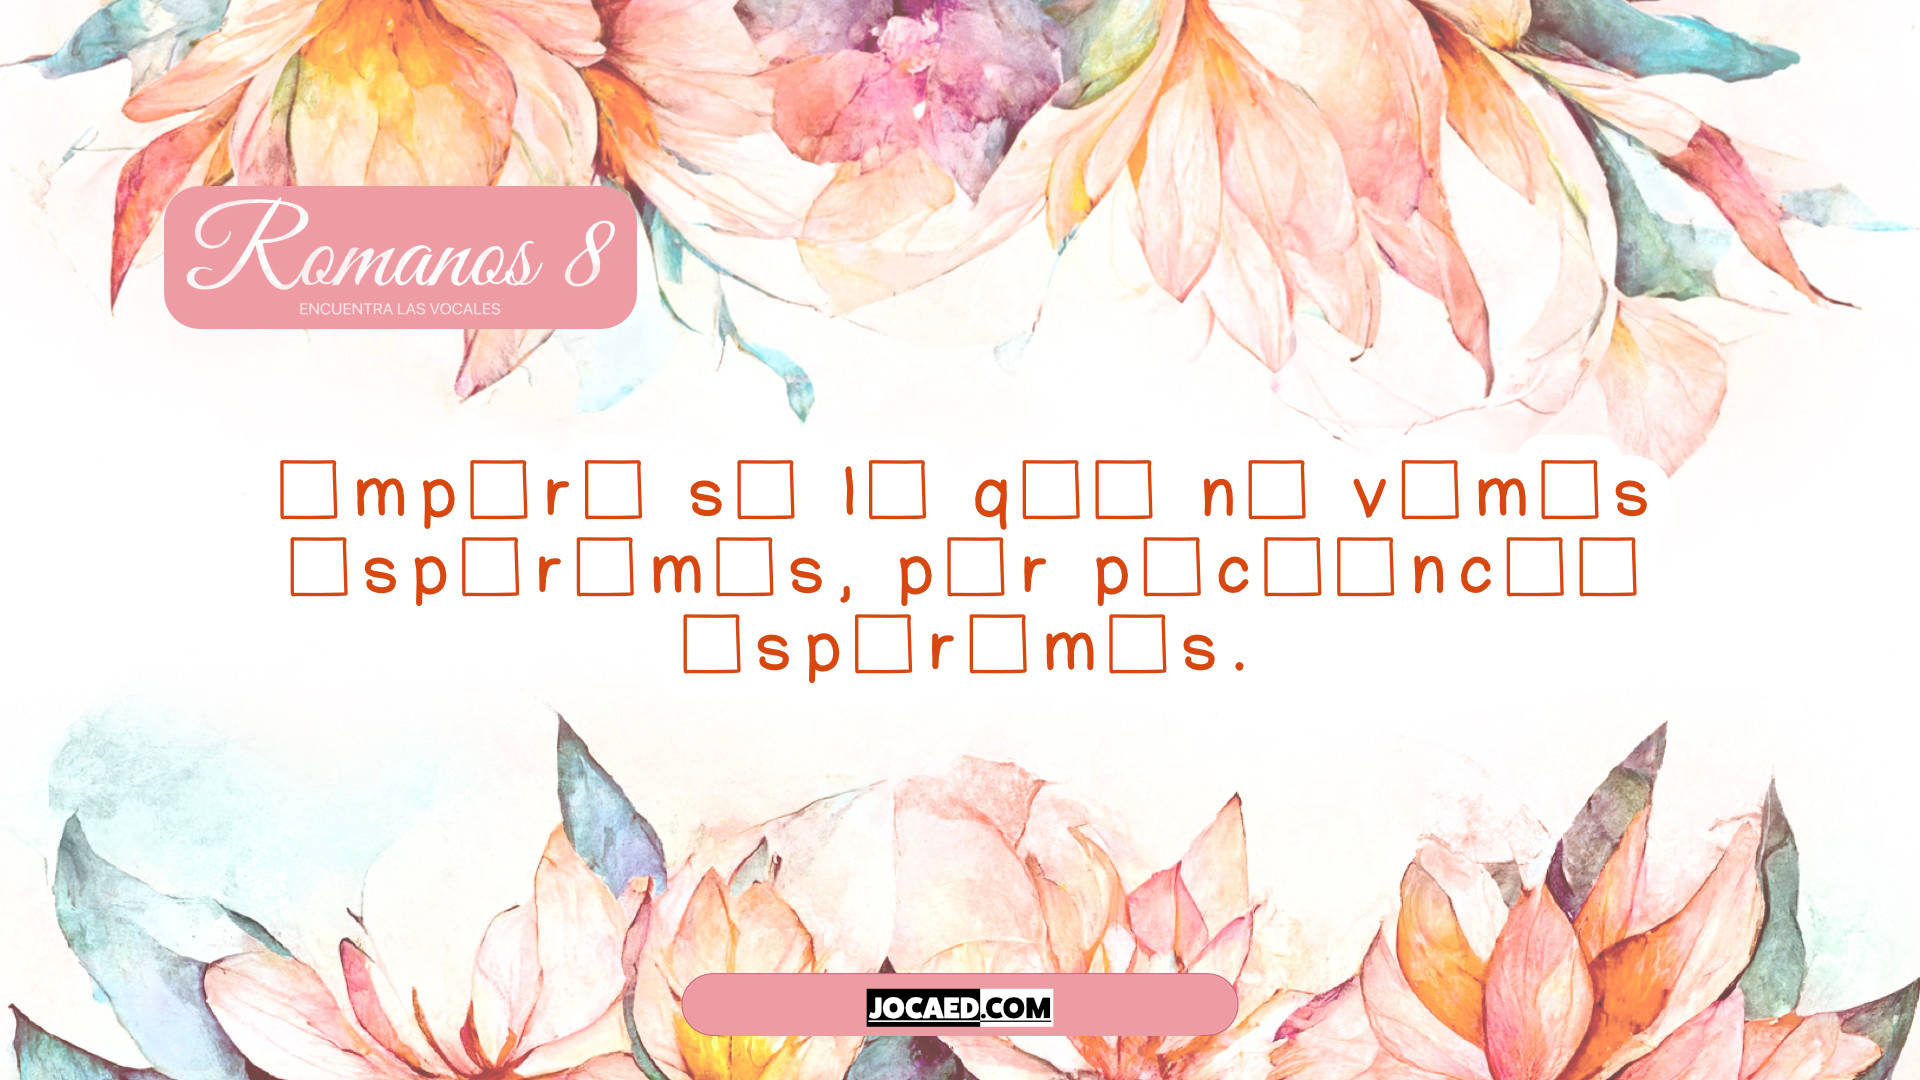 Romanos 8
ENCUENTRA LAS VOCALES
□mp□r□ s□ l□ q□□ n□ v□m□s
□sp□r□m□s, p□r p□c□□nc□□
□sp□r□m□s.
JOCAED.COM